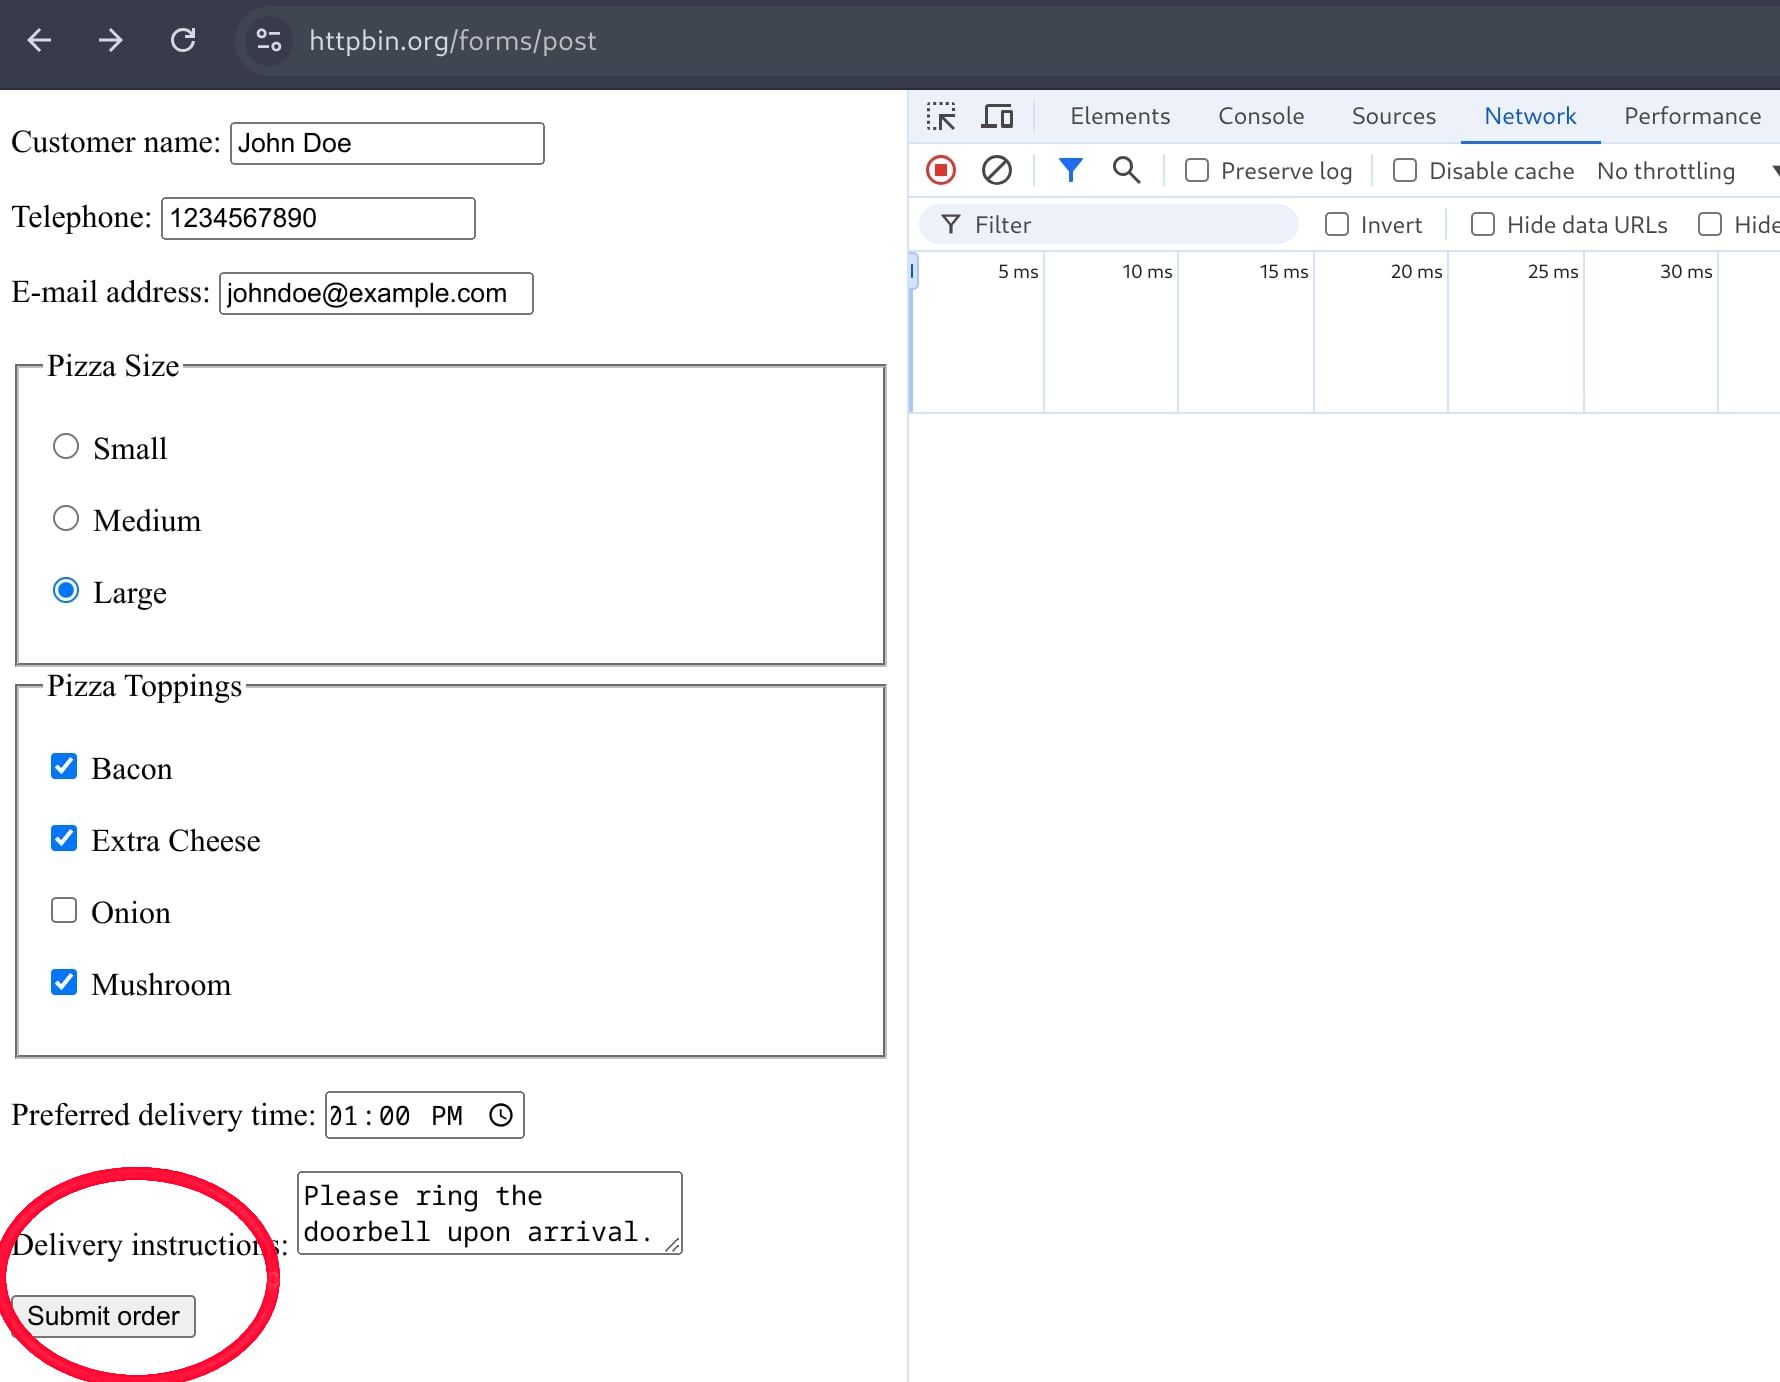 httpbin.org/forms/post
Customer name: John Doe
Telephone: 1234567890
E-mail address: johndoe@example.com
Pizza Size
Small
Medium
Large
Pizza Toppings
Bacon
Extra Cheese
Onion
Mushroom
Preferred delivery time: 01:00 PM
Delivery instructions: Please ring the
doorbell upon arrival.
Submit order
Elements Console Sources Network Performance
Preserve log Disable cache No throttling
Filter Invert Hide data URLs Hide
5 ms 10 ms 15 ms 20 ms 25 ms 30 ms